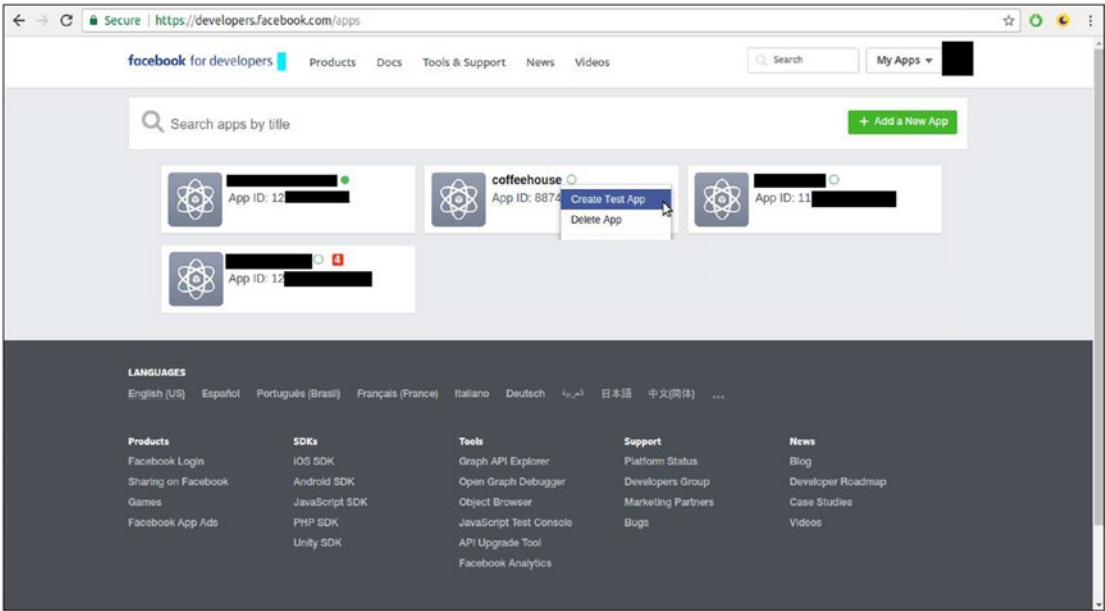 Secure | https://developers.facebook.com/apps
facebook for developers Products Docs Tools & Support News Videos Search My Apps
Search apps by title + Add a New App
App ID: 12
coffeehouse
App ID: 8874
Create Test App
Delete App
App ID: 11
4
App ID: 12
LANGUAGES
English (US) Español Português (Brasil) Français (France) Italiano Deutsch العربية 日本語 中文(简体) ...
Products SDKs Tools Support News
Facebook Login iOS SDK Graph API Explorer Platform Status Blog
Sharing on Facebook Android SDK Open Graph Debugger Developers Group Developer Roadmap
Games JavaScript SDK Object Browser Marketing Partners Case Studies
Facebook App Ads PHP SDK JavaScript Test Console Bugs Videos
Unity SDK API Upgrade Tool
Facebook Analytics